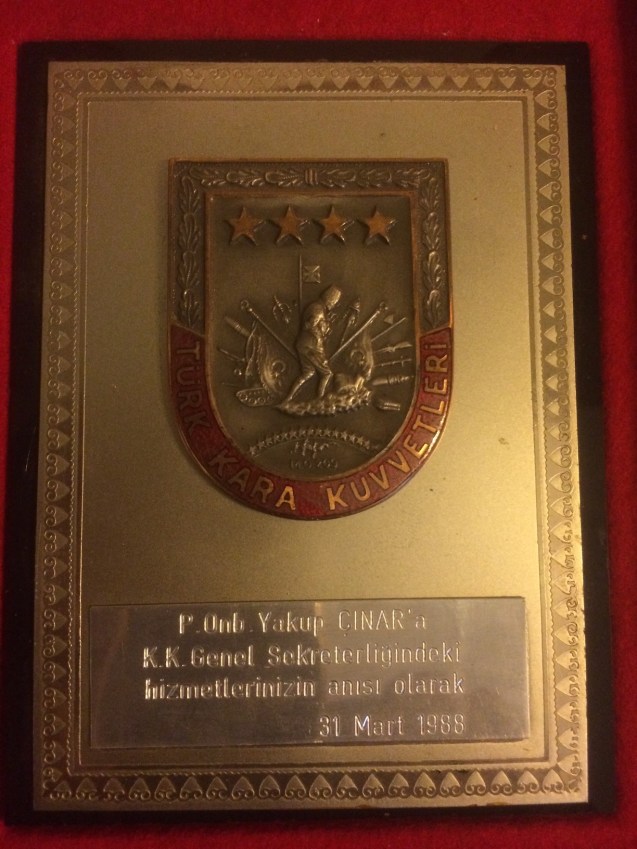 TÜRK KARA KUVVETLERİ
P.Onb.Yakup ÇINAR'a
K.K.Genel Sekreterliğindeki
hizmetlerinizin anısı olarak
31 Mart 1988